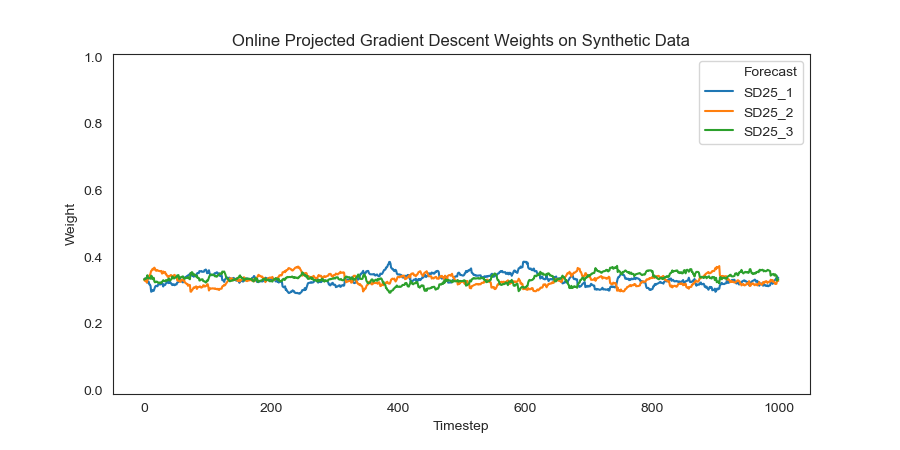 Online Projected Gradient Descent Weights on Synthetic Data
1.0
0.8
0.6
0.4
0.2
0.0
Weight
Forecast
SD25_1
SD25_2
SD25_3
0 200 400 600 800 1000
Timestep